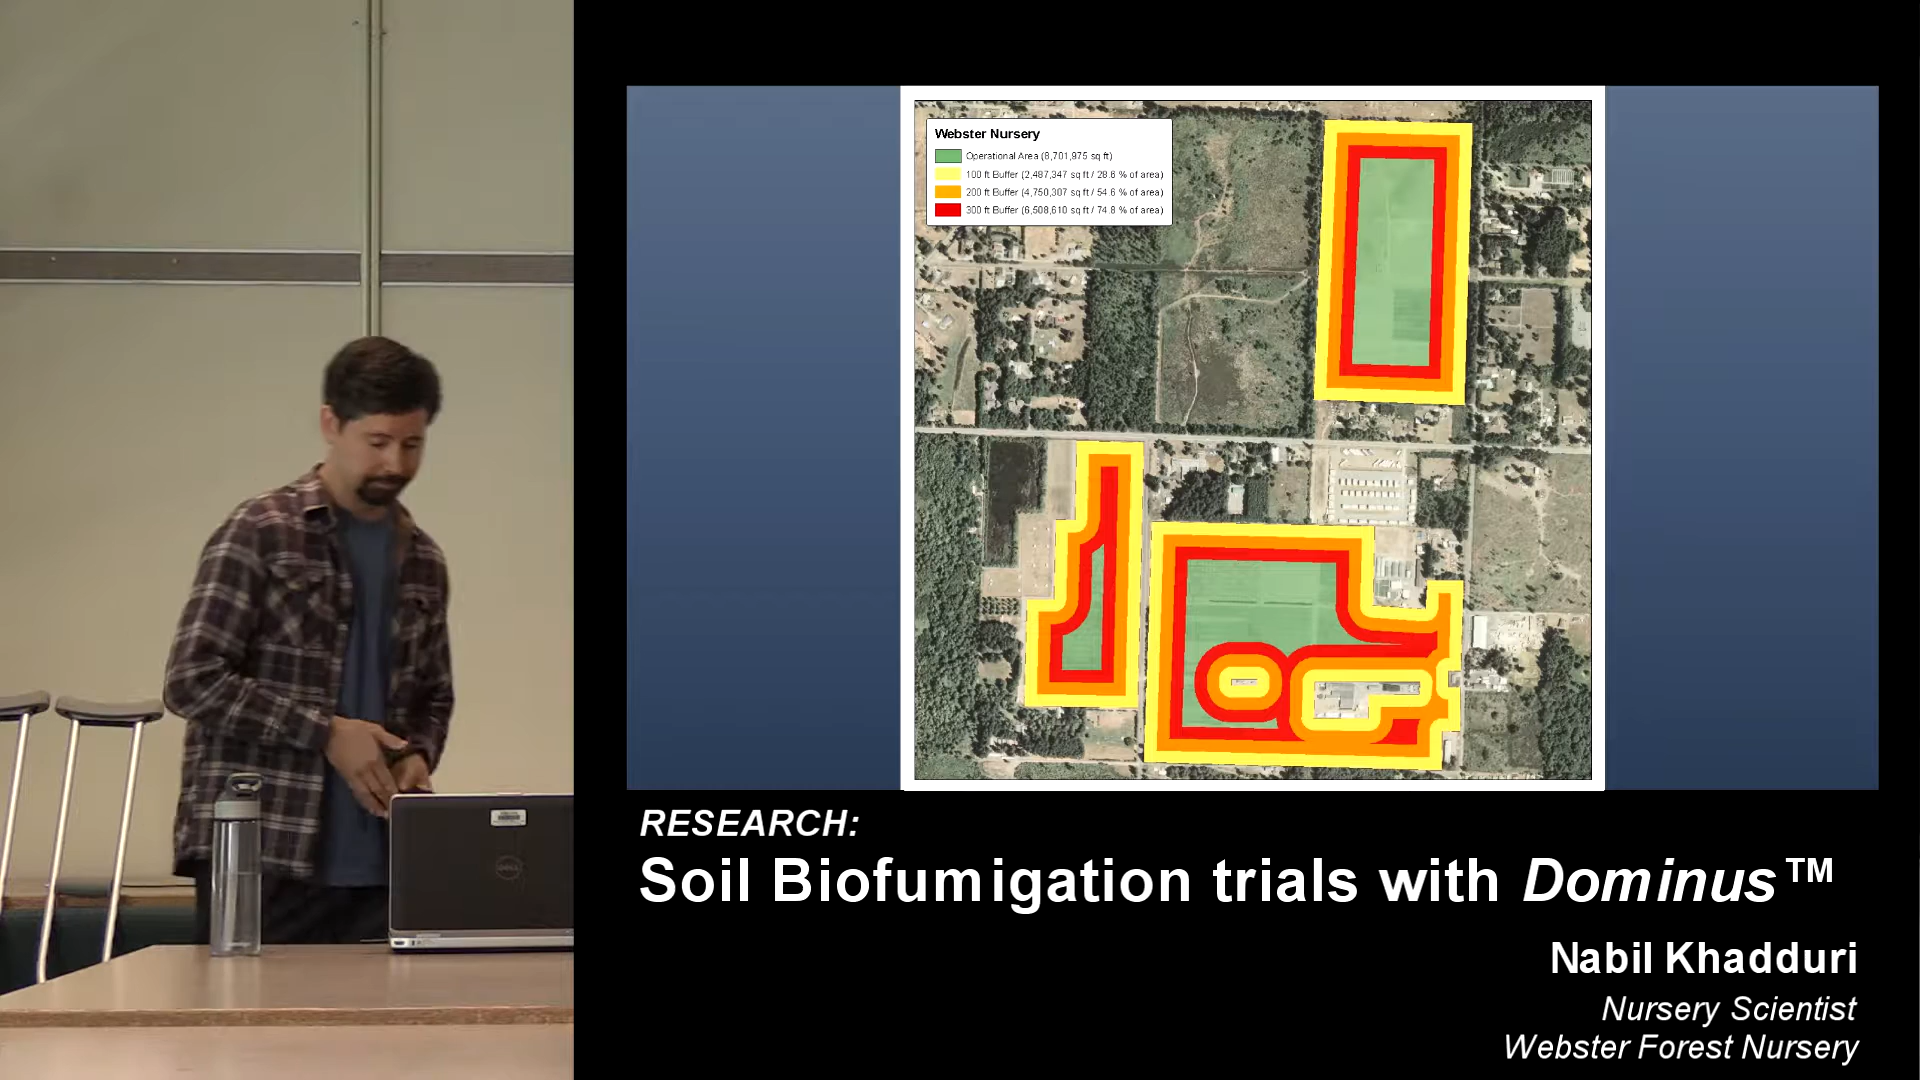 Webster Nursery
Operational Area (8,701,975 sq ft)
100 ft Buffer (2,487,347 sq ft / 28.6 % of area)
200 ft Buffer (4,750,307 sq ft / 54.6 % of area)
300 ft Buffer (6,508,610 sq ft / 74.8 % of area)
DELL
RESEARCH:
Soil Biofumigation trials with Dominus™
Nabil Khadduri
Nursery Scientist
Webster Forest Nursery